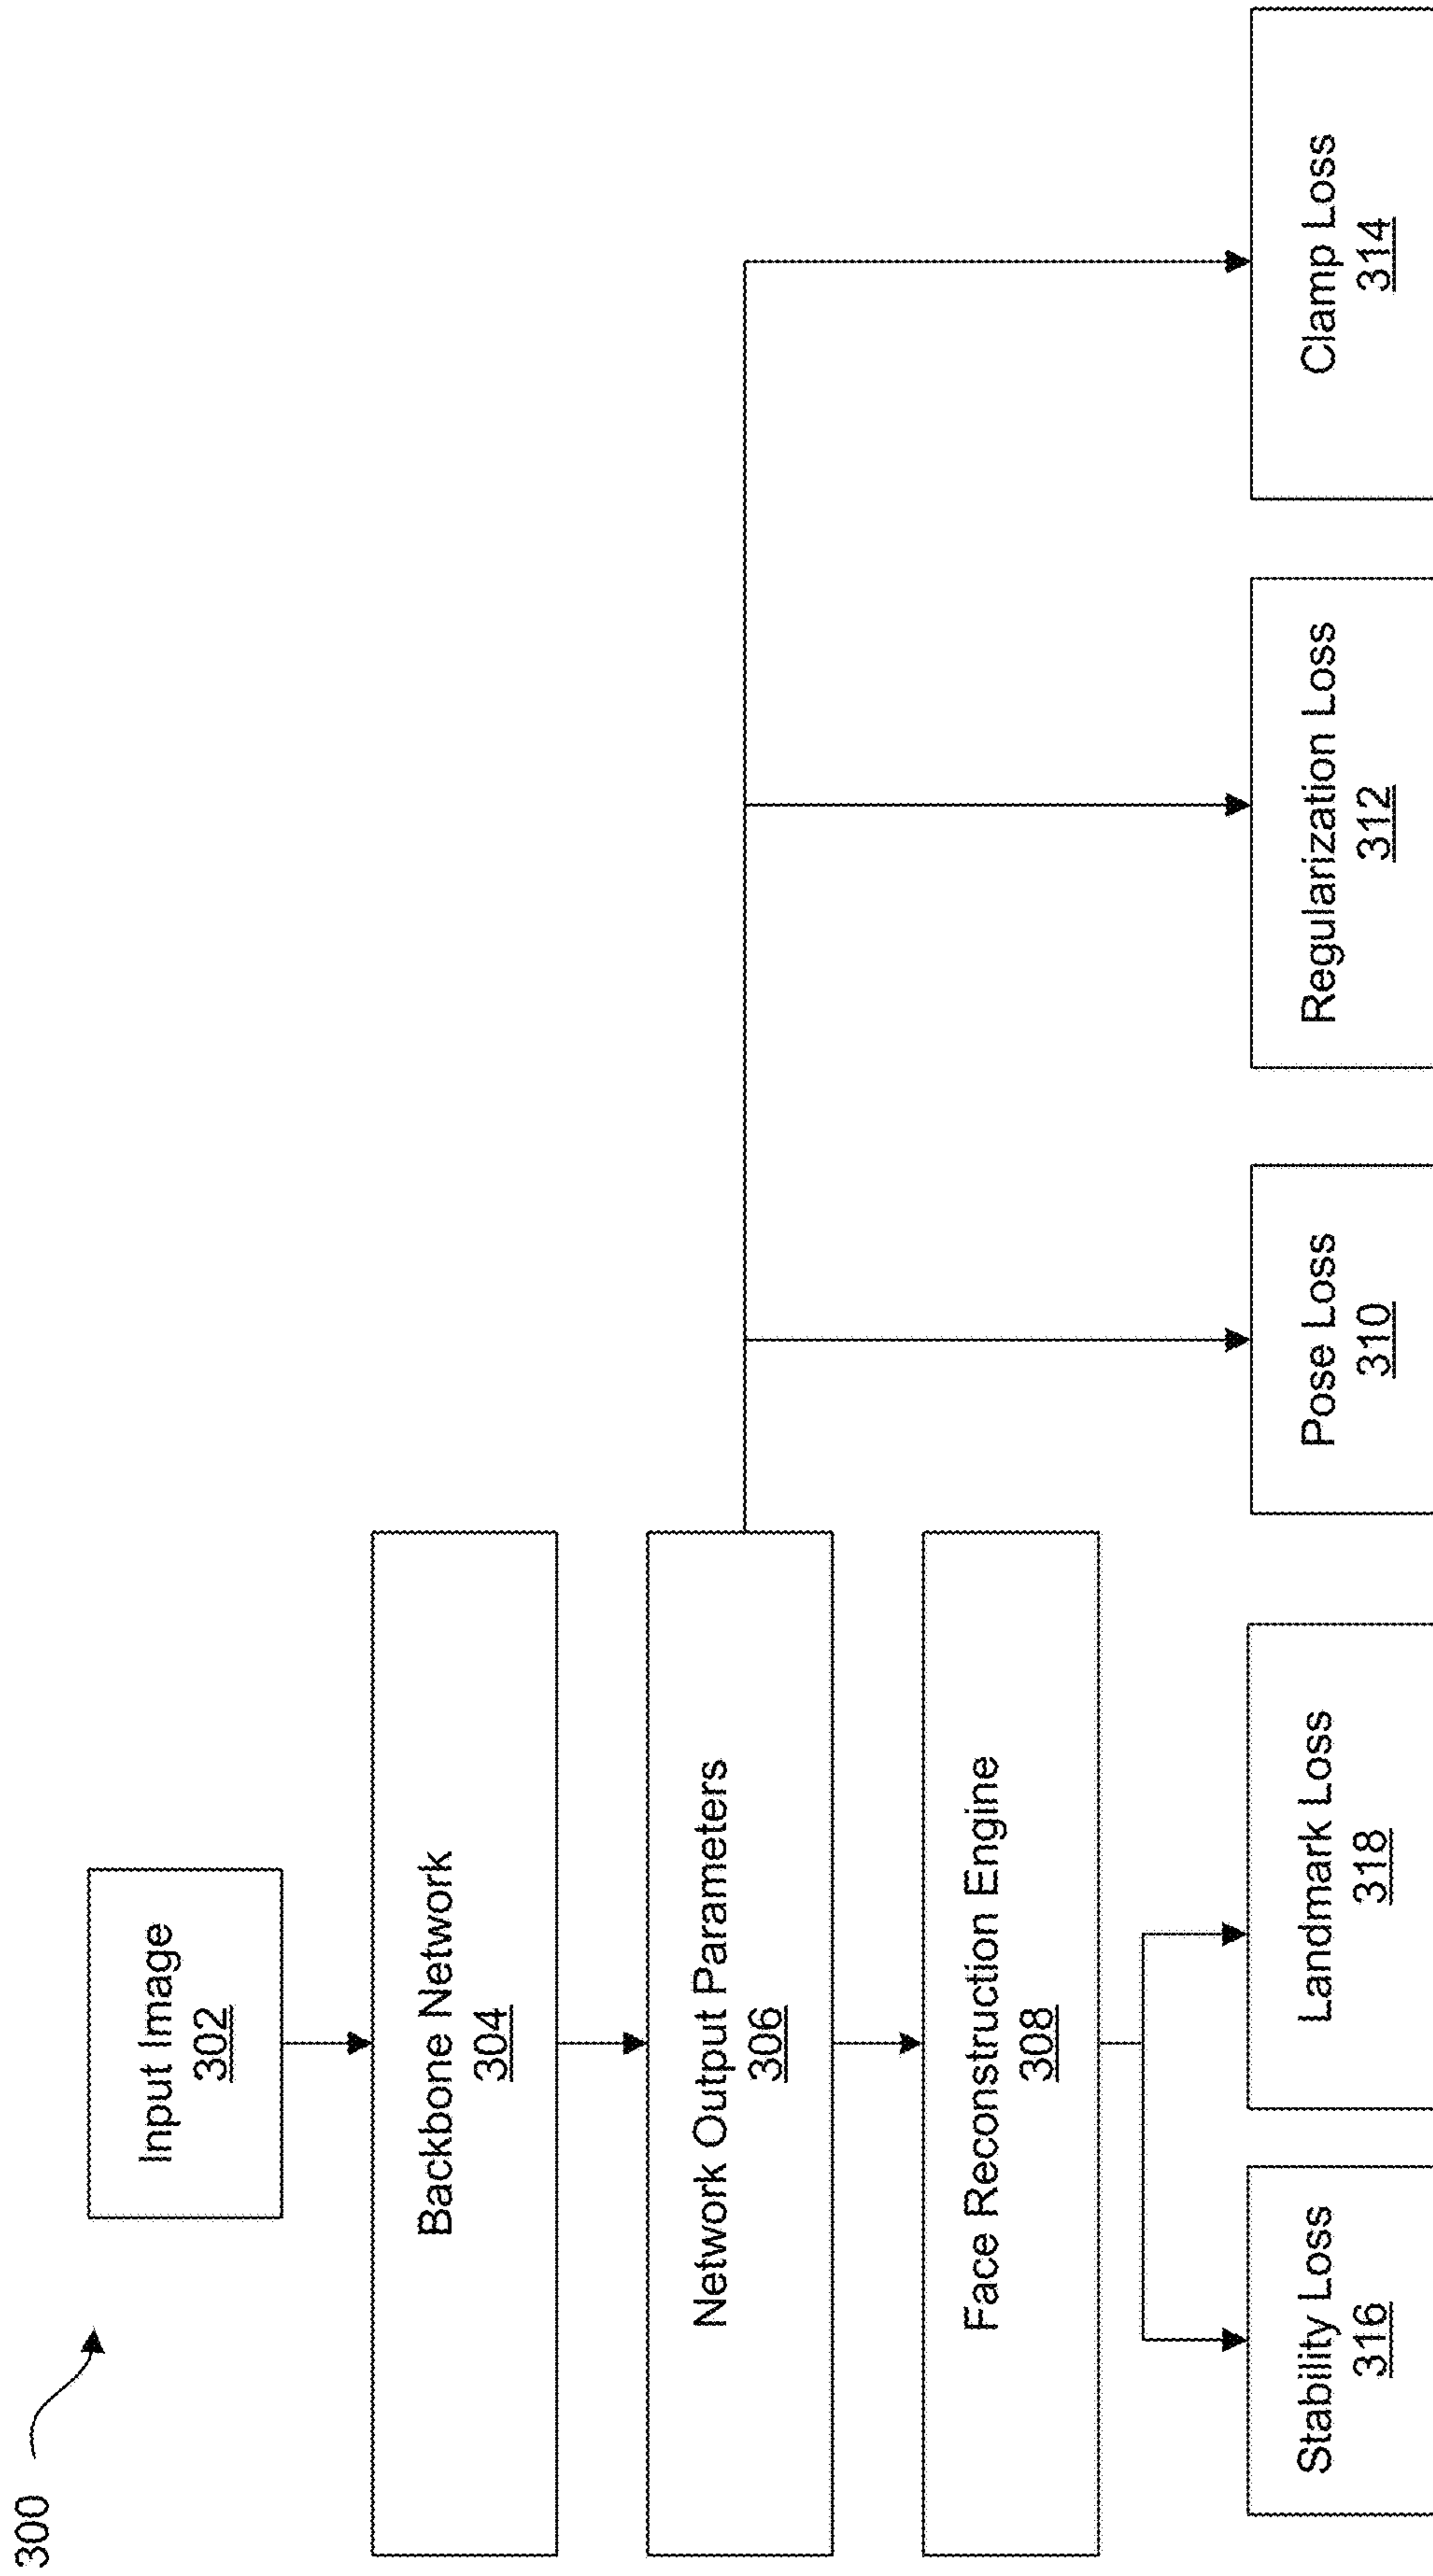 300
Input Image
302
Backbone Network
304
Network Output Parameters
306
Face Reconstruction Engine
308
Stability Loss
316
Landmark Loss
318
Pose Loss
310
Regularization Loss
312
Clamp Loss
314